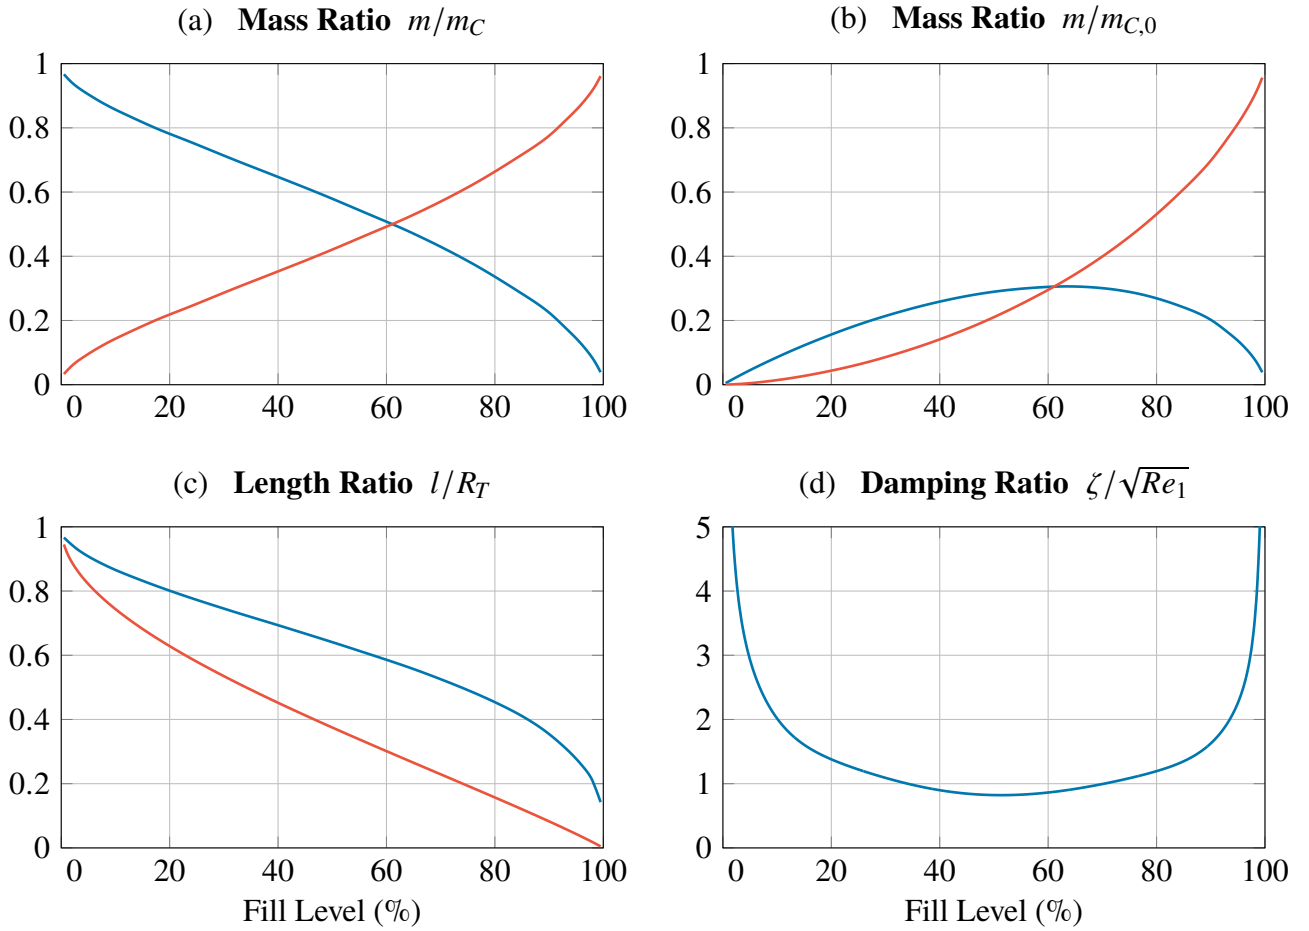 (a) Mass Ratio m/m_C
1
0.8
0.6
0.4
0.2
0
0 20 40 60 80 100
(b) Mass Ratio m/m_{C,0}
1
0.8
0.6
0.4
0.2
0
0 20 40 60 80 100
(c) Length Ratio l/R_T
1
0.8
0.6
0.4
0.2
0
0 20 40 60 80 100
Fill Level (%)
(d) Damping Ratio ζ/√Re_1
5
4
3
2
1
0
0 20 40 60 80 100
Fill Level (%)